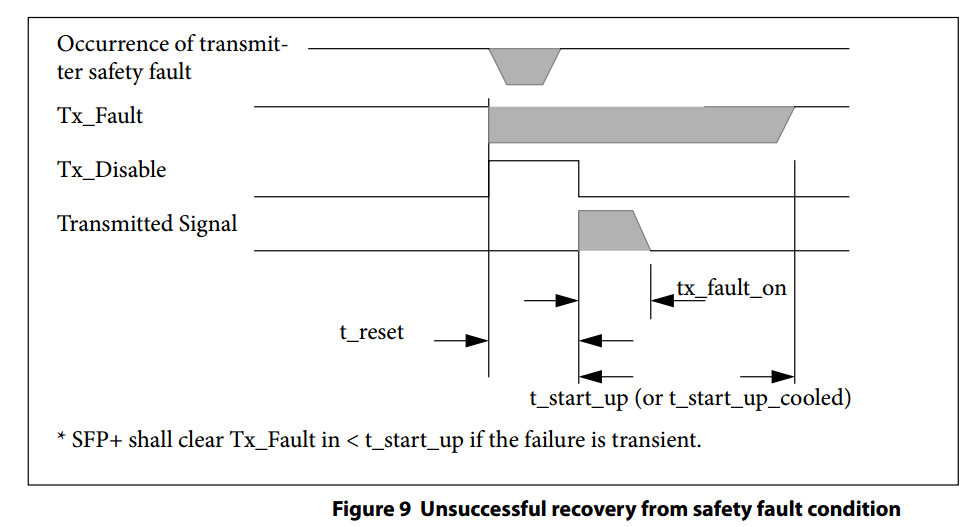 Occurrence of transmit-
ter safety fault
Tx_Fault
Tx_Disable
Transmitted Signal
tx_fault_on
t_reset
t_start_up (or t_start_up_cooled)
* SFP+ shall clear Tx_Fault in < t_start_up if the failure is transient.
Figure 9 Unsuccessful recovery from safety fault condition